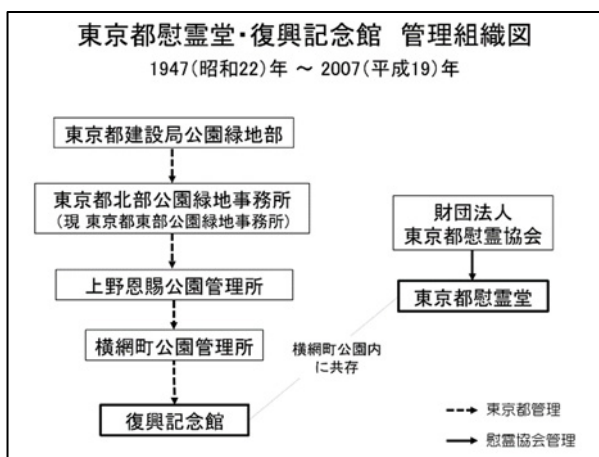 東京都慰霊堂・復興記念館 管理組織図
1947(昭和22)年 ~ 2007(平成19)年
東京都建設局公園緑地部
東京都北部公園緑地事務所
(現 東京都東部公園緑地事務所)
上野恩賜公園管理所
横網町公園管理所
復興記念館
財団法人
東京都慰霊協会
東京都慰霊堂
横網町公園内
に共存
東京都管理
慰霊協会管理